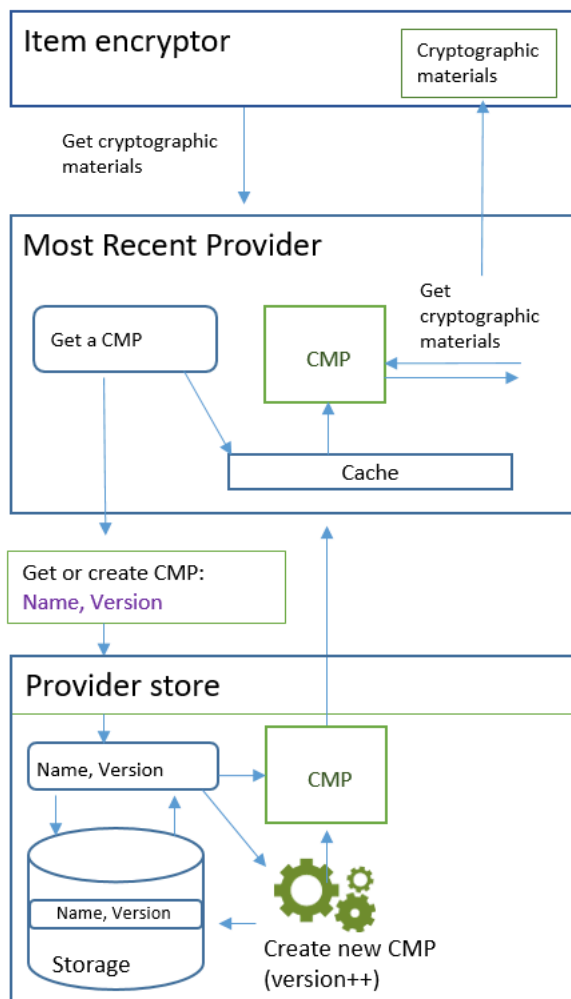 Item encryptor
Cryptographic
materials
Get cryptographic
materials
Most Recent Provider
Get a CMP
CMP
Get
cryptographic
materials
Cache
Get or create CMP:
Name, Version
Provider store
Name, Version
CMP
Name, Version
Storage
Create new CMP
(version++)